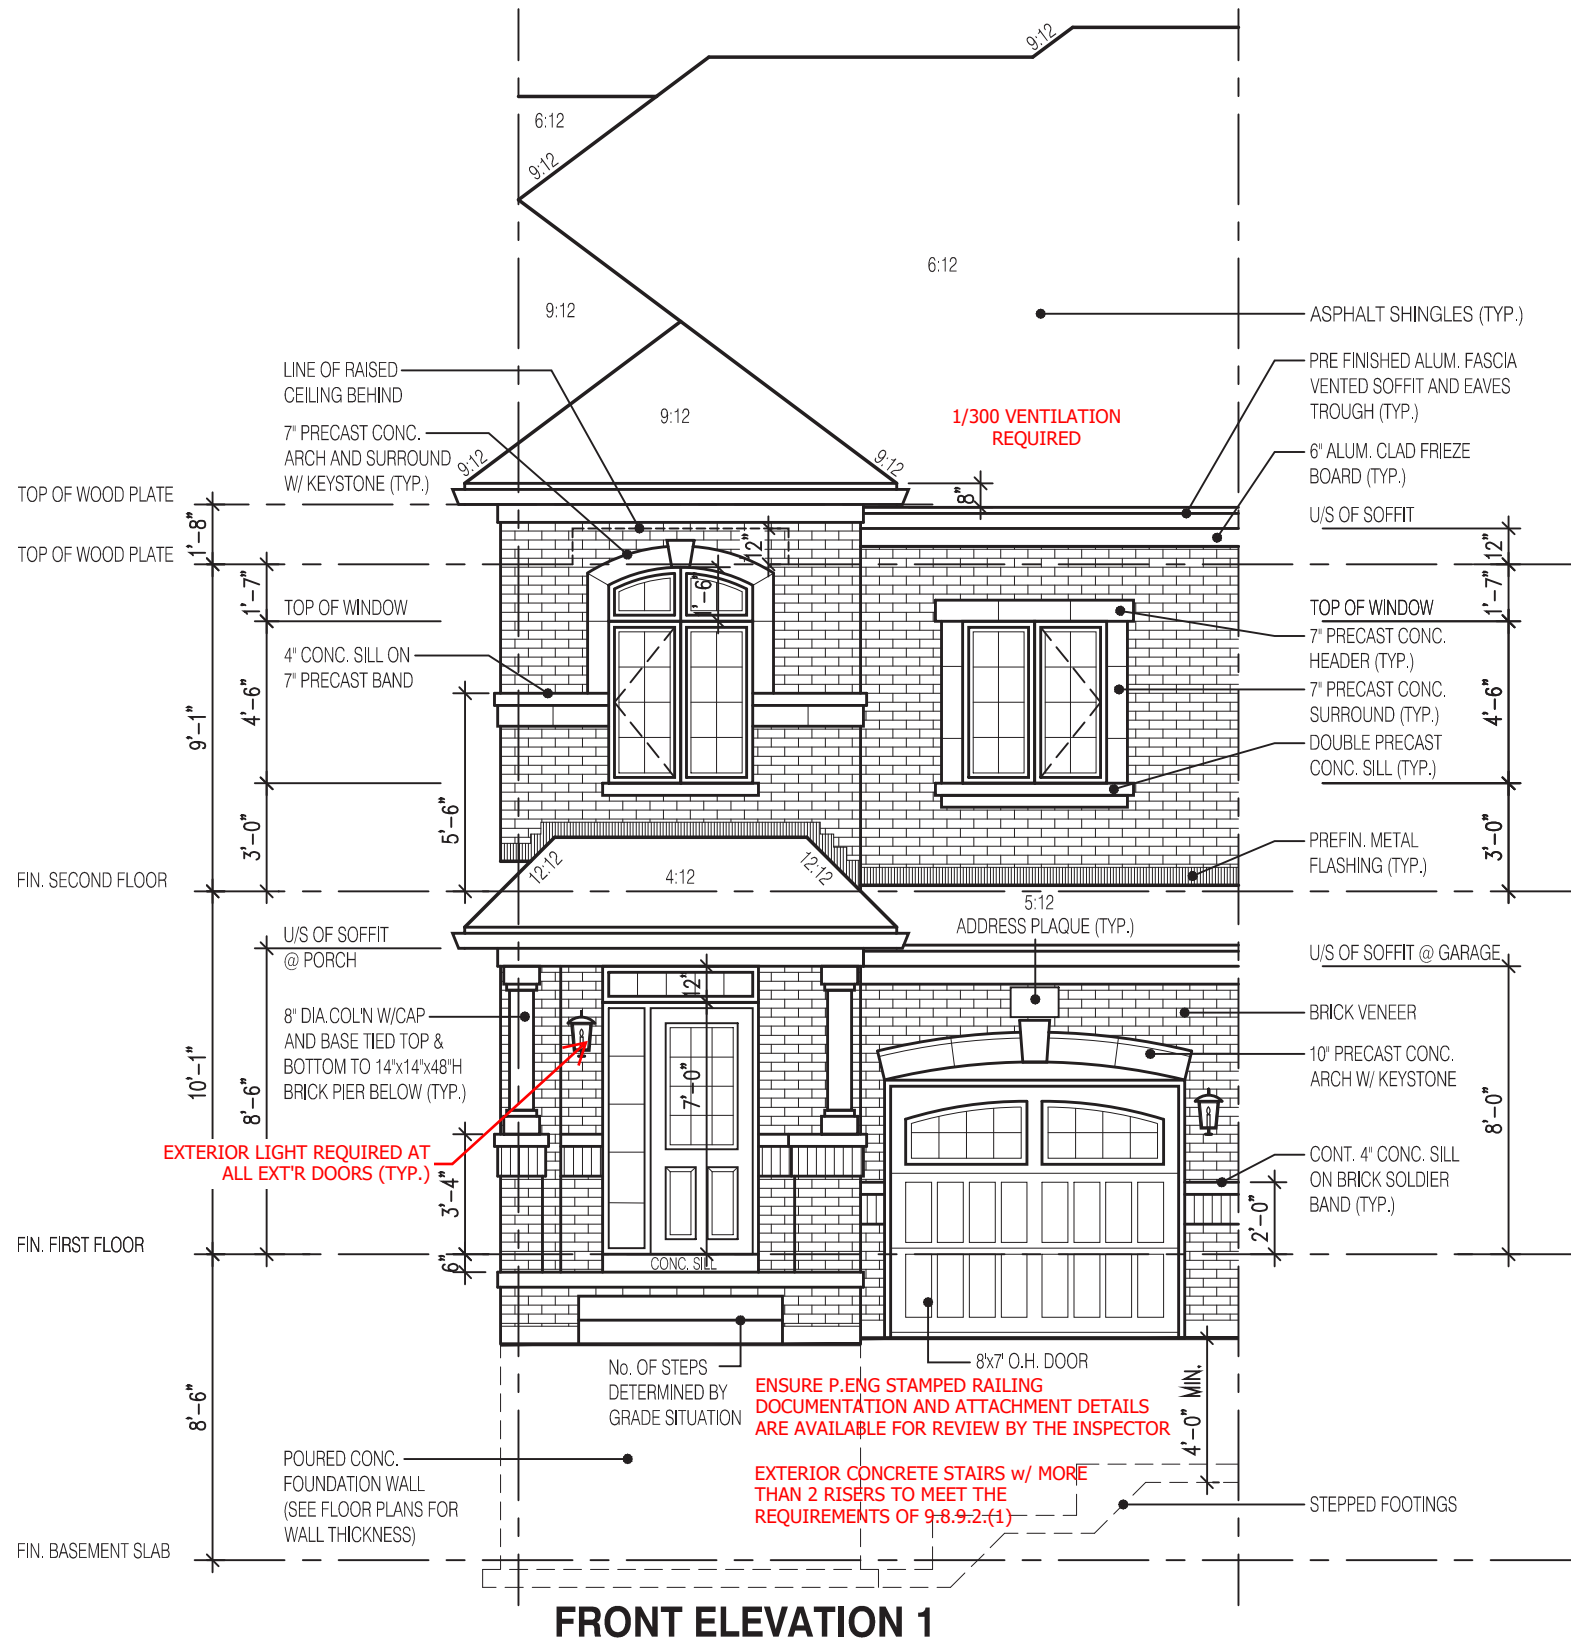 9:12
6:12
9:12
6:12
9:12
ASPHALT SHINGLES (TYP.)
LINE OF RAISED
CEILING BEHIND
PRE FINISHED ALUM. FASCIA
VENTED SOFFIT AND EAVES
TROUGH (TYP.)
9:12
1/300 VENTILATION
REQUIRED
7" PRECAST CONC.
ARCH AND SURROUND
W/ KEYSTONE (TYP.)
9:12
9:12
6" ALUM. CLAD FRIEZE
BOARD (TYP.)
TOP OF WOOD PLATE
8"
U/S OF SOFFIT
1'-8"
12"
12"
TOP OF WOOD PLATE
1'-7"
1'-6"
1'-7"
TOP OF WINDOW
TOP OF WINDOW
7" PRECAST CONC.
HEADER (TYP.)
4" CONC. SILL ON
7" PRECAST BAND
7" PRECAST CONC.
SURROUND (TYP.)
9'-1"
4'-6"
4'-6"
DOUBLE PRECAST
CONC. SILL (TYP.)
5'-6"
3'-0"
3'-0"
PREFIN. METAL
FLASHING (TYP.)
12:12
4:12
12:12
FIN. SECOND FLOOR
5:12
ADDRESS PLAQUE (TYP.)
U/S OF SOFFIT
@ PORCH
U/S OF SOFFIT @ GARAGE
12"
8" DIA.COL'N W/CAP
AND BASE TIED TOP &
BOTTOM TO 14"x14"x48"H
BRICK PIER BELOW (TYP.)
BRICK VENEER
10" PRECAST CONC.
ARCH W/ KEYSTONE
10'-1"
8'-6"
7'-0"
8'-0"
EXTERIOR LIGHT REQUIRED AT
ALL EXT'R DOORS (TYP.)
CONT. 4" CONC. SILL
ON BRICK SOLDIER
BAND (TYP.)
3'-4"
2'-0"
FIN. FIRST FLOOR
6"
CONC. SILL
No. OF STEPS
DETERMINED BY
GRADE SITUATION
8'x7' O.H. DOOR
ENSURE P.ENG STAMPED RAILING
DOCUMENTATION AND ATTACHMENT DETAILS
ARE AVAILABLE FOR REVIEW BY THE INSPECTOR
8'-6"
4'-0" MIN.
POURED CONC.
FOUNDATION WALL
(SEE FLOOR PLANS FOR
WALL THICKNESS)
EXTERIOR CONCRETE STAIRS w/ MORE
THAN 2 RISERS TO MEET THE
REQUIREMENTS OF 9.8.9.2.(1)
STEPPED FOOTINGS
FIN. BASEMENT SLAB
FRONT ELEVATION 1